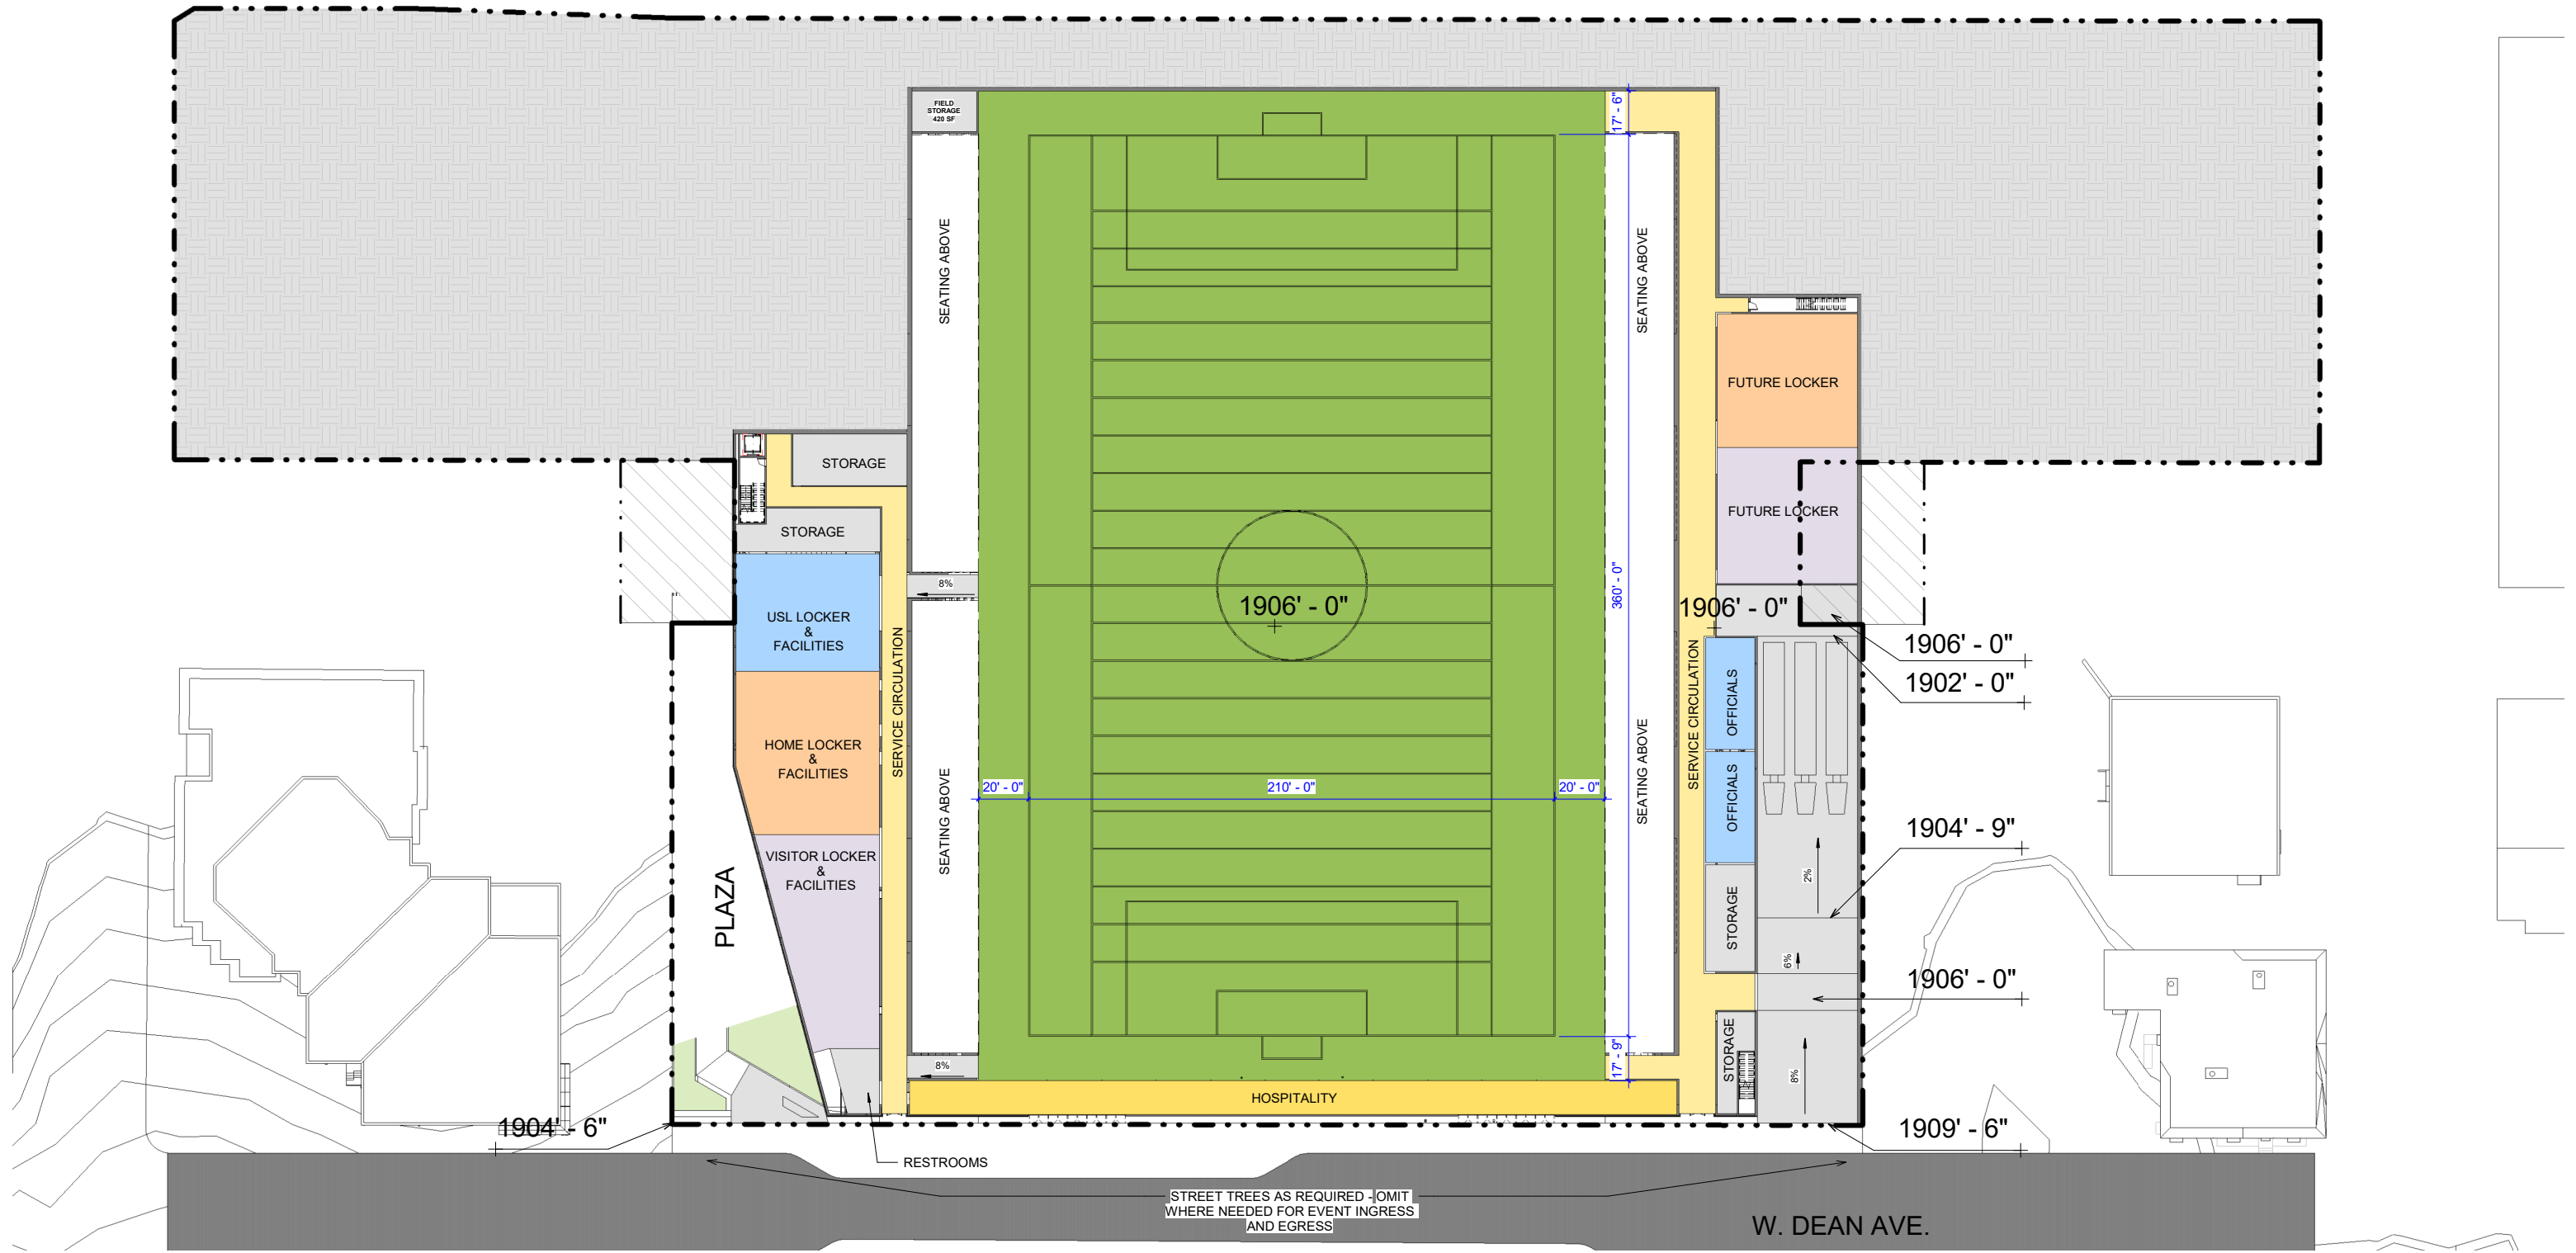 FIELD
STORAGE
420 SF
17' - 6"
SEATING ABOVE
SEATING ABOVE
FUTURE LOCKER
STORAGE
FUTURE LOCKER
STORAGE
8%
360' - 0"
1906' - 0"
1906' - 0"
USL LOCKER
&
FACILITIES
1906' - 0"
1902' - 0"
SERVICE CIRCULATION
SERVICE CIRCULATION
OFFICIALS
HOME LOCKER
&
FACILITIES
SEATING ABOVE
SEATING ABOVE
20' - 0"
210' - 0"
20' - 0"
OFFICIALS
1904' - 9"
VISITOR LOCKER
&
FACILITIES
2%
PLAZA
STORAGE
6%
1906' - 0"
8%
17' - 9"
STORAGE
8%
HOSPITALITY
1904' - 6"
1909' - 6"
RESTROOMS
STREET TREES AS REQUIRED - OMIT
WHERE NEEDED FOR EVENT INGRESS
AND EGRESS
W. DEAN AVE.